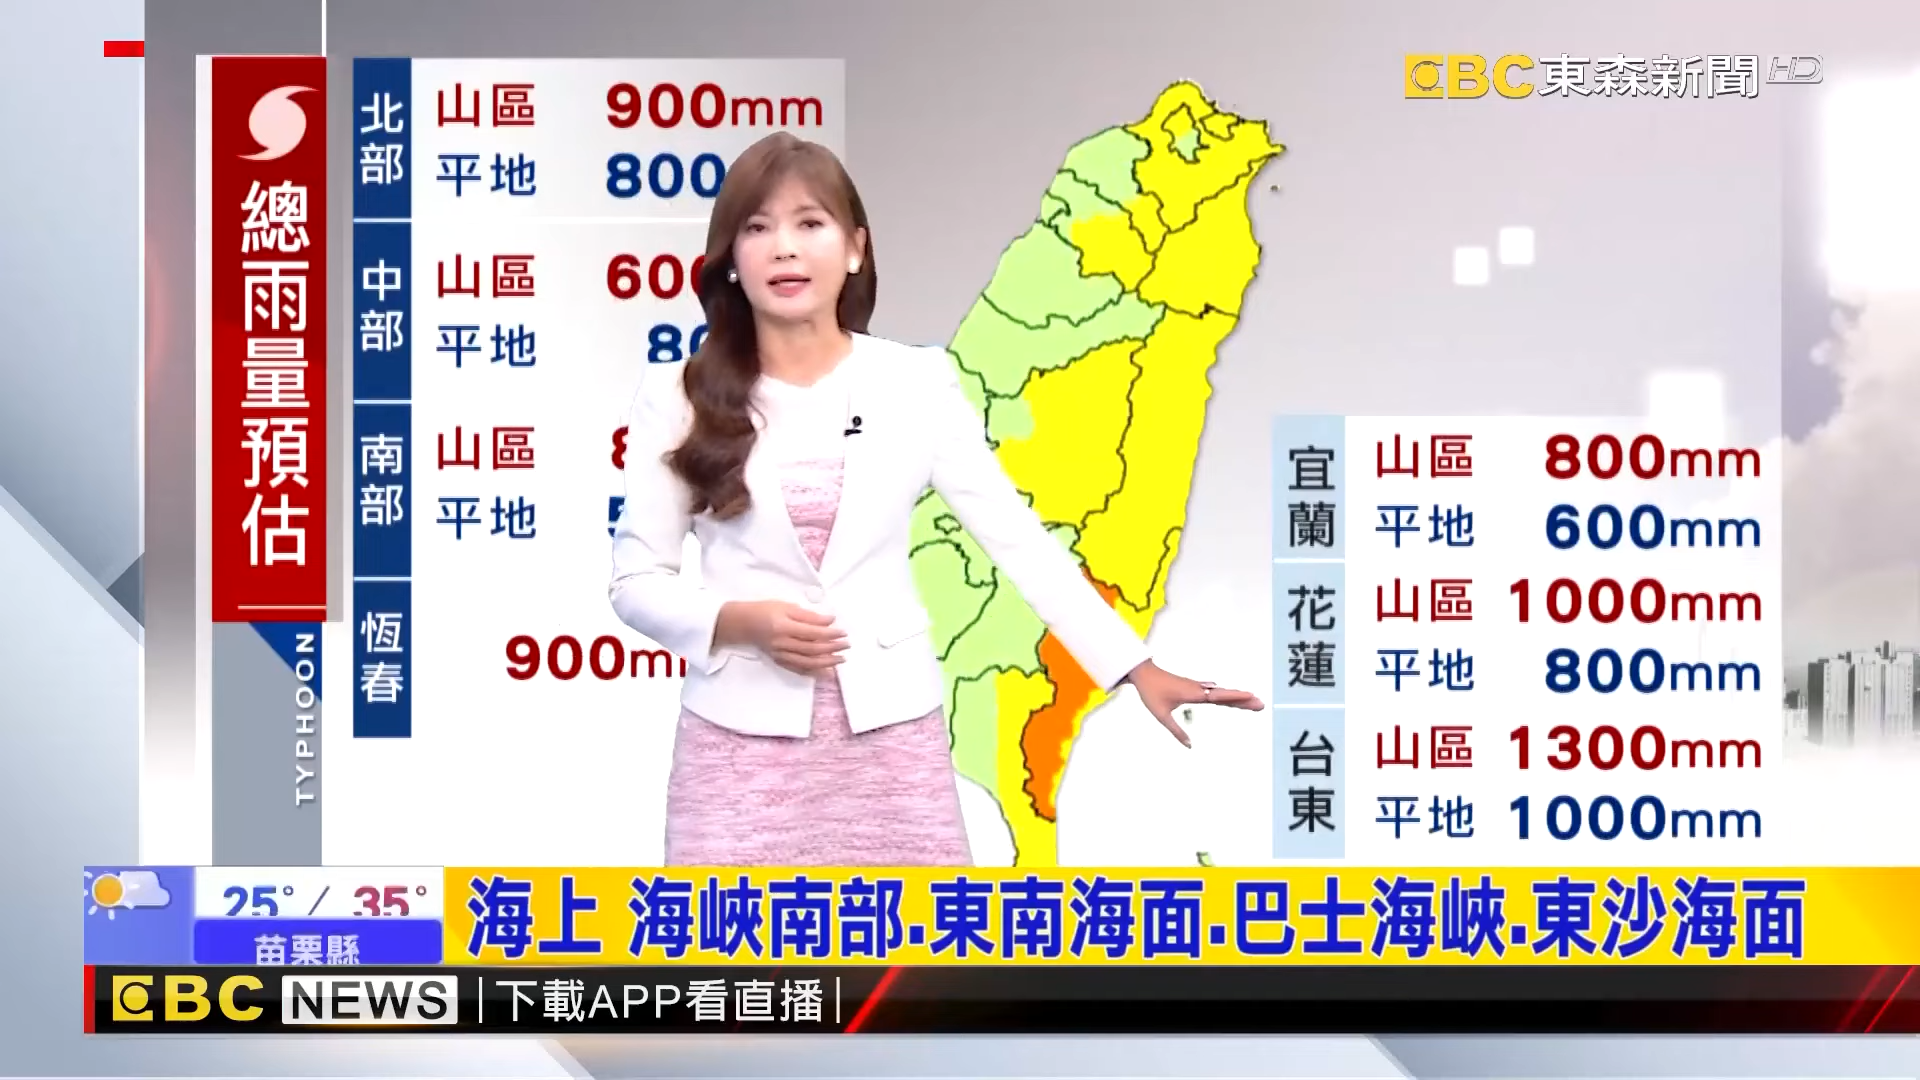 EBC東森新聞HD
總雨量預估
TYPHOON
北部
山區 900mm
平地 800
中部
山區
平地
南部
山區
平地
恆春
900m
宜蘭
山區 800mm
平地 600mm
花蓮
山區 1000mm
平地 800mm
台東
山區 1300mm
平地 1000mm
25°/35°
苗栗縣
海上 海峽南部.東南海面.巴士海峽.東沙海面
EBC NEWS |下載APP看直播|